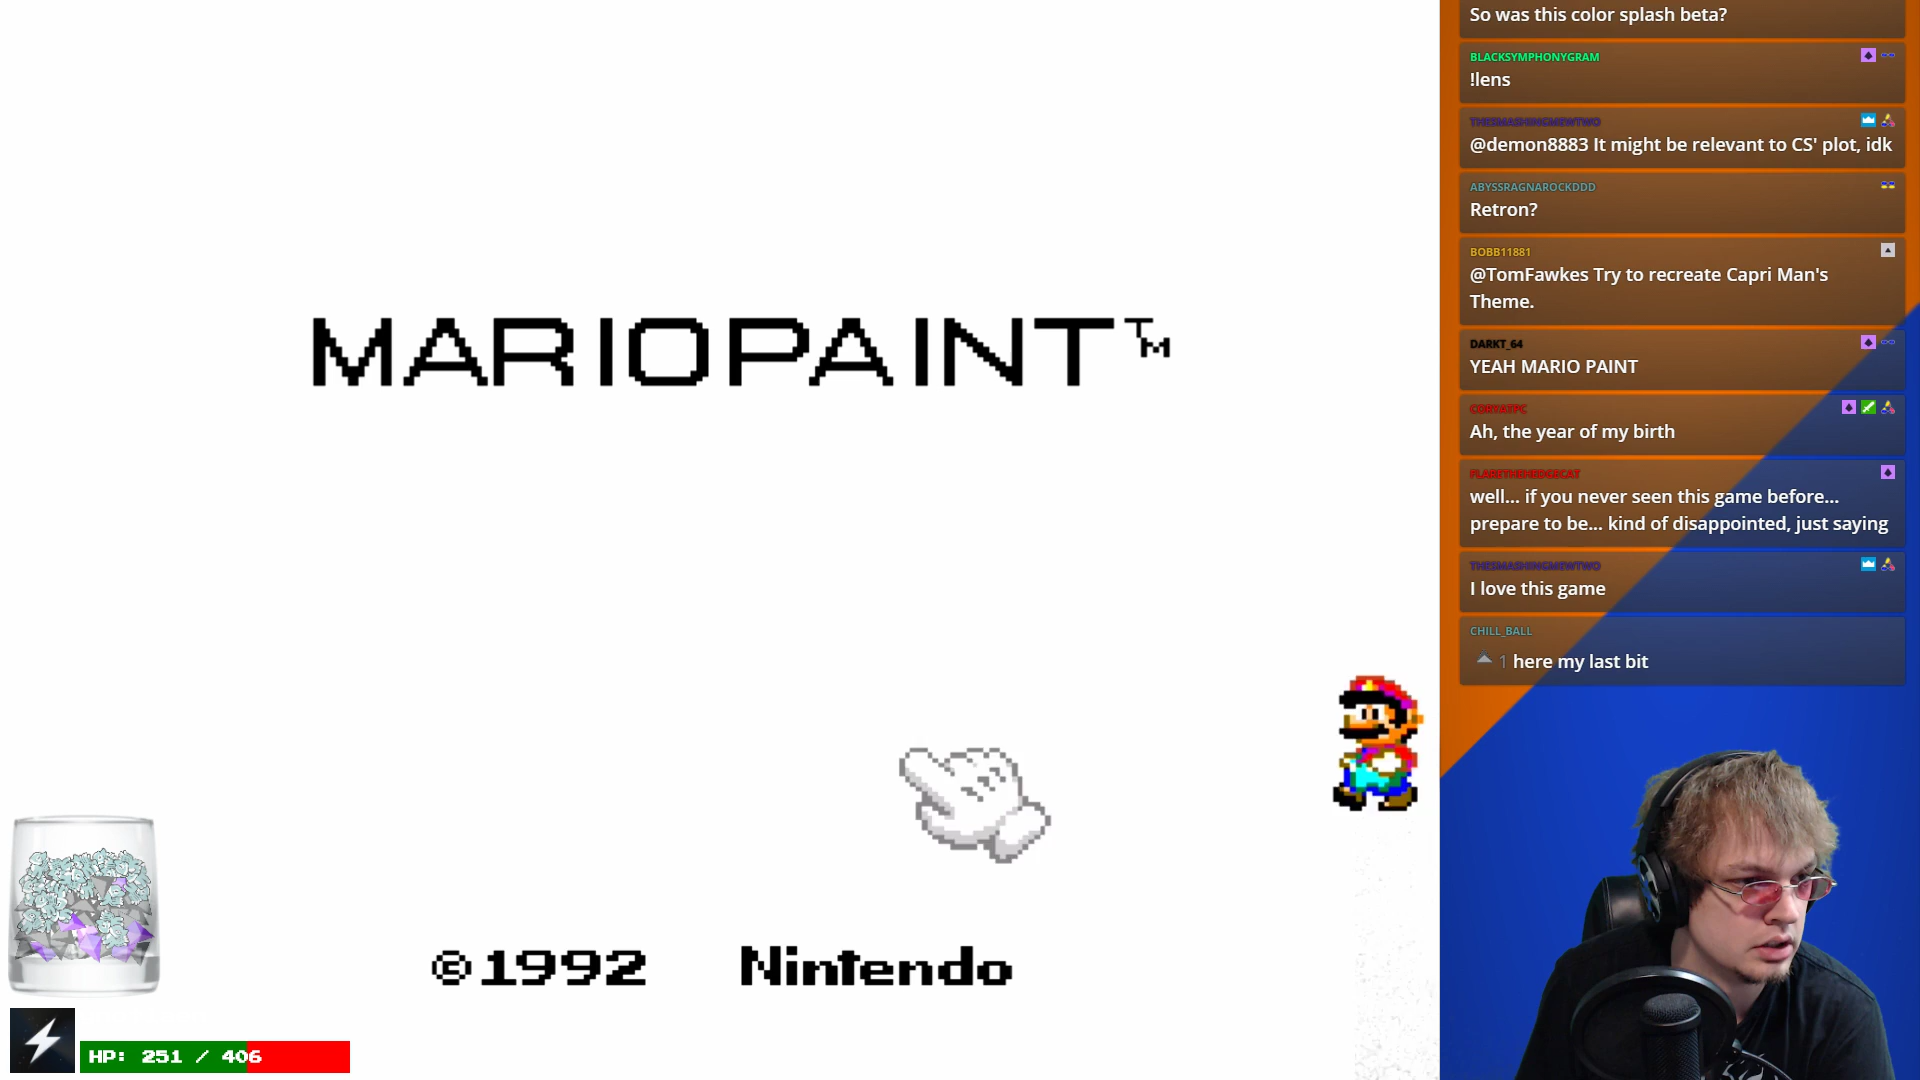 MARIOPAINT™
©1992 Nintendo
HP: 251 / 406
So was this color splash beta?
BLACKSYMPHONYGRAM
!lens
THESMASHINGMEWTWO
@demon8883 It might be relevant to CS' plot, idk
ABYSSRAGNAROCKDDD
Retron?
BOBB11881
@TomFawkes Try to recreate Capri Man's
Theme.
DARKT_64
YEAH MARIO PAINT
Ah, the year of my birth
FLARETHEHEDGECAT
well... if you never seen this game before...
prepare to be... kind of disappointed, just saying
THESMASHINGMEWTWO
I love this game
CHILL_BALL
1 here my last bit